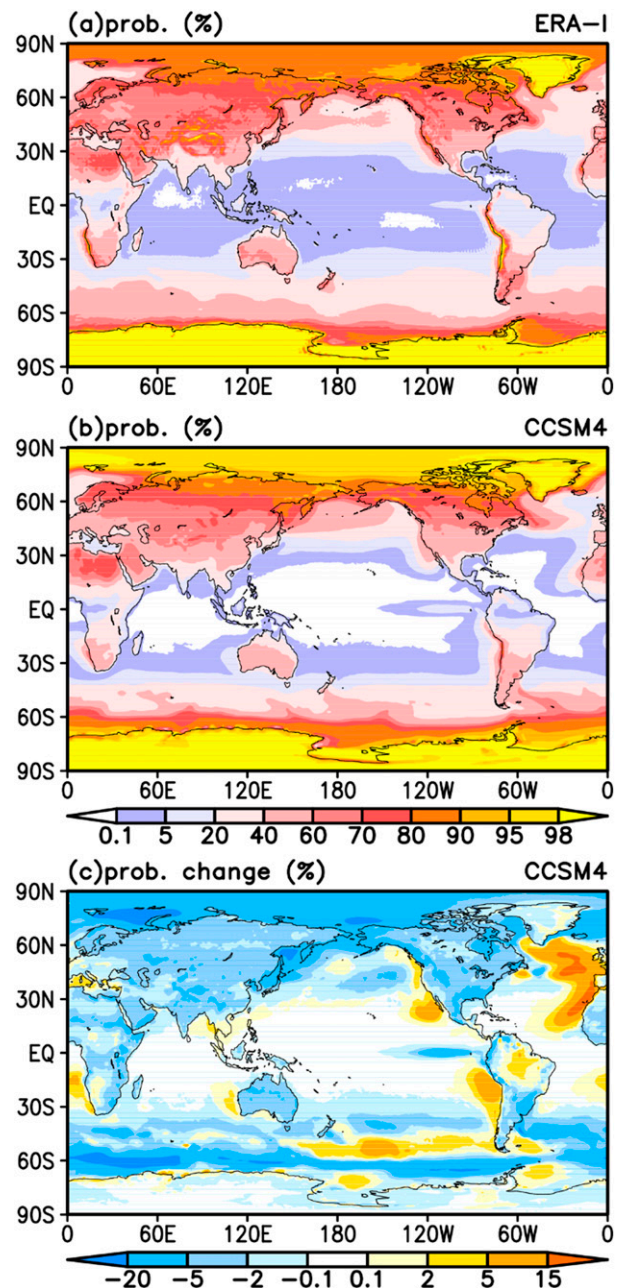 (a)prob. (%) ERA-I
90N
60N
30N
EQ
30S
60S
90S
0 60E 120E 180 120W 60W 0
(b)prob. (%) CCSM4
90N
60N
30N
EQ
30S
60S
90S
0 60E 120E 180 120W 60W 0
0.1 5 20 40 60 70 80 90 95 98
(c)prob. change (%) CCSM4
90N
60N
30N
EQ
30S
60S
90S
0 60E 120E 180 120W 60W 0
-20 -5 -2 -0.1 0.1 2 5 15